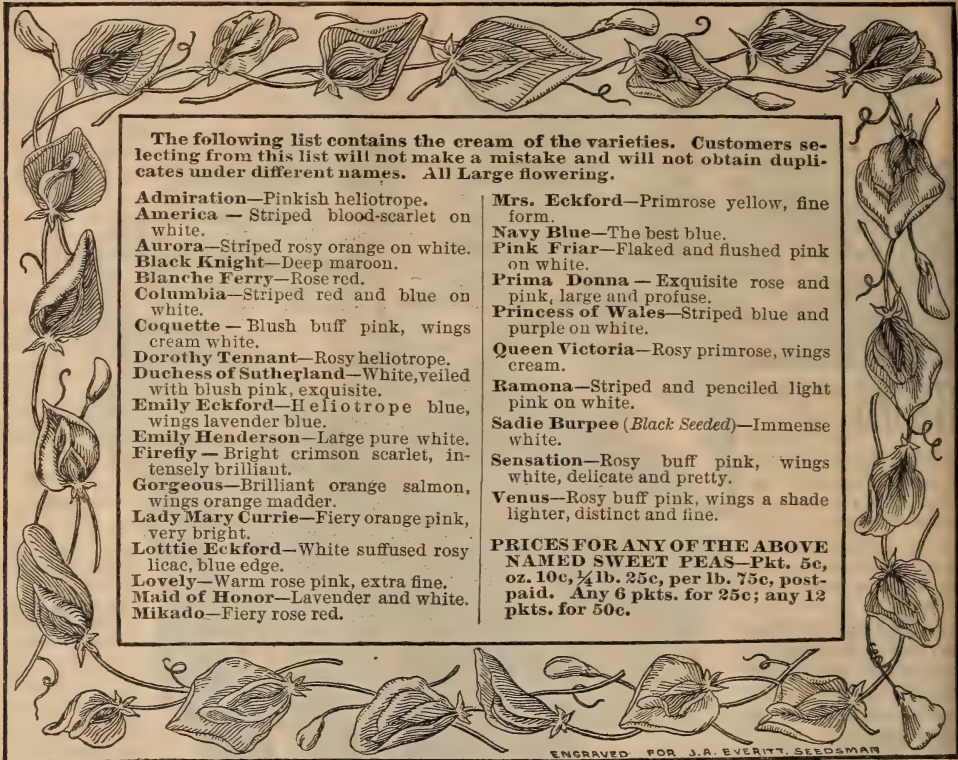 The following list contains the cream of the varieties. Customers se-
lecting from this list will not make a mistake and will not obtain dupli-
cates under different names. All Large flowering.
Admiration—Pinkish heliotrope.
America — Striped blood-scarlet on
white.
Aurora—Striped rosy orange on white.
Black Knight—Deep maroon.
Blanche Ferry—Rose red.
Columbia—Striped red and blue on
white.
Coquette — Blush buff pink, wings
cream white.
Dorothy Tennant—Rosy heliotrope.
Duchess of Sutherland—White, veiled
with blush pink, exquisite.
Emily Eckford—Heliotrope blue,
wings lavender blue.
Emily Henderson—Large pure white.
Firefly — Bright crimson scarlet, in-
tensely brilliant.
Gorgeous—Brilliant orange salmon,
wings orange madder.
Lady Mary Currie—Fiery orange pink,
very bright.
Lotttie Eckford—White suffused rosy
licac, blue edge.
Lovely—Warm rose pink, extra fine.
Maid of Honor—Lavender and white.
Mikado—Fiery rose red.
Mrs. Eckford—Primrose yellow, fine
form.
Navy Blue—The best blue.
Pink Friar—Flaked and flushed pink
on white.
Prima Donna — Exquisite rose and
pink, large and profuse.
Princess of Wales—Striped blue and
purple on white.
Queen Victoria—Rosy primrose, wings
cream.
Ramona—Striped and penciled light
pink on white.
Sadie Burpee (Black Seeded)—Immense
white.
Sensation—Rosy buff pink, wings
white, delicate and pretty.
Venus—Rosy buff pink, wings a shade
lighter, distinct and fine.
PRICES FOR ANY OF THE ABOVE
NAMED SWEET PEAS—Pkt. 5c,
oz. 10c, ¼ lb. 25c, per lb. 75c, post-
paid. Any 6 pkts. for 25c; any 12
pkts. for 50c.
ENGRAVED FOR J.A. EVERITT, SEEDSMAN